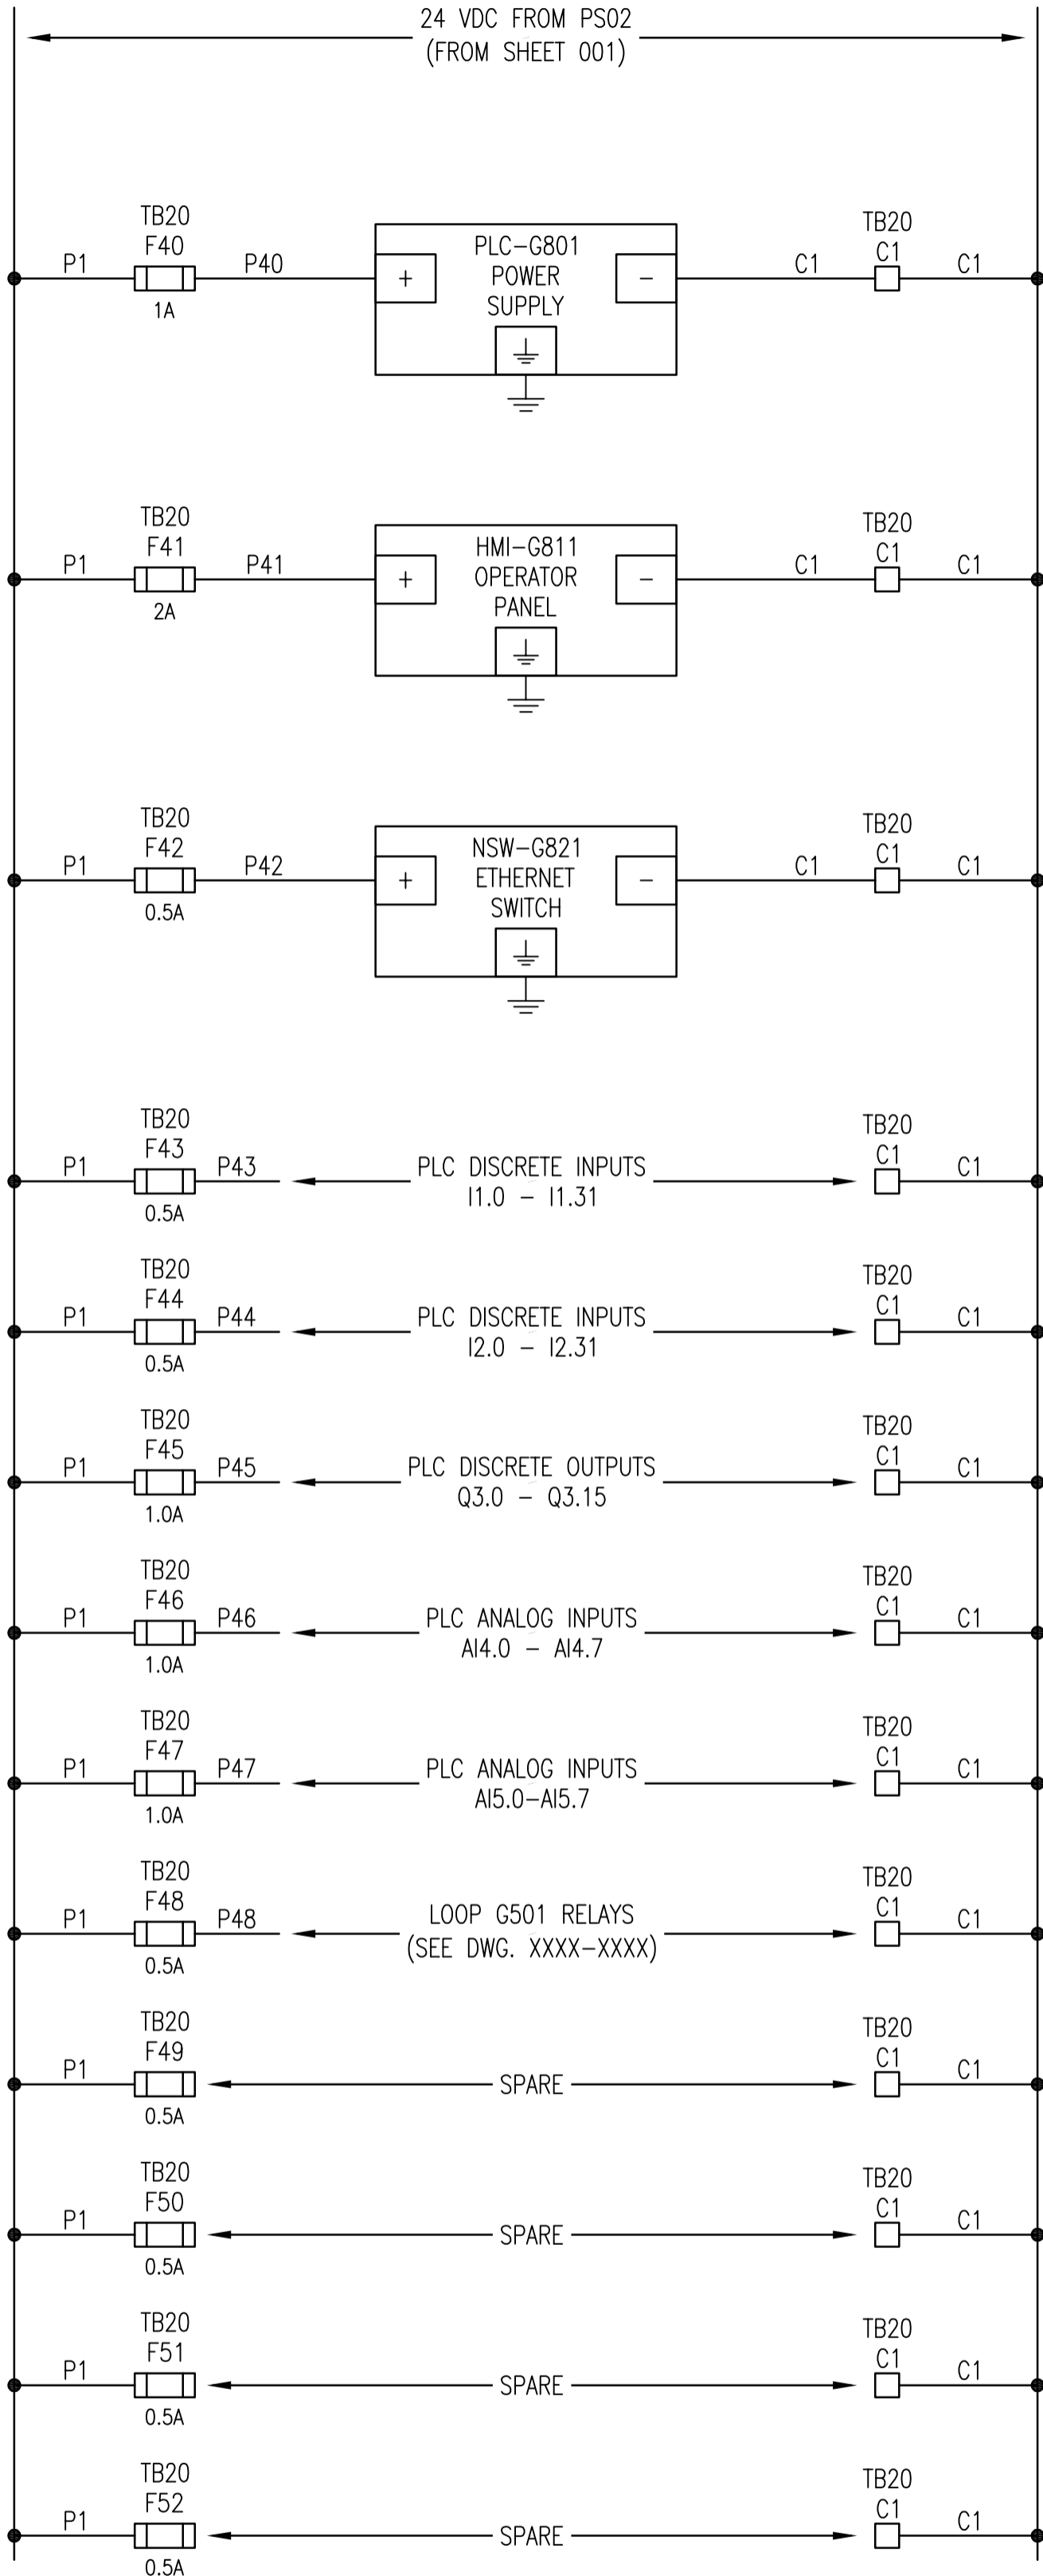 24 VDC FROM PS02
(FROM SHEET 001)
TB20
F40
P1
P40
1A
PLC-G801
POWER
SUPPLY
+
-
TB20
C1
C1
C1
TB20
F41
P1
P41
2A
HMI-G811
OPERATOR
PANEL
+
-
TB20
C1
C1
C1
TB20
F42
P1
P42
0.5A
NSW-G821
ETHERNET
SWITCH
+
-
TB20
C1
C1
C1
TB20
F43
P1
P43
0.5A
PLC DISCRETE INPUTS
I1.0 - I1.31
TB20
C1
C1
TB20
F44
P1
P44
0.5A
PLC DISCRETE INPUTS
I2.0 - I2.31
TB20
C1
C1
TB20
F45
P1
P45
1.0A
PLC DISCRETE OUTPUTS
Q3.0 - Q3.15
TB20
C1
C1
TB20
F46
P1
P46
1.0A
PLC ANALOG INPUTS
AI4.0 - AI4.7
TB20
C1
C1
TB20
F47
P1
P47
1.0A
PLC ANALOG INPUTS
AI5.0-AI5.7
TB20
C1
C1
TB20
F48
P1
P48
0.5A
LOOP G501 RELAYS
(SEE DWG. XXXX-XXXX)
TB20
C1
C1
TB20
F49
P1
0.5A
SPARE
TB20
C1
C1
TB20
F50
P1
0.5A
SPARE
TB20
C1
C1
TB20
F51
P1
0.5A
SPARE
TB20
C1
C1
TB20
F52
P1
0.5A
SPARE
TB20
C1
C1